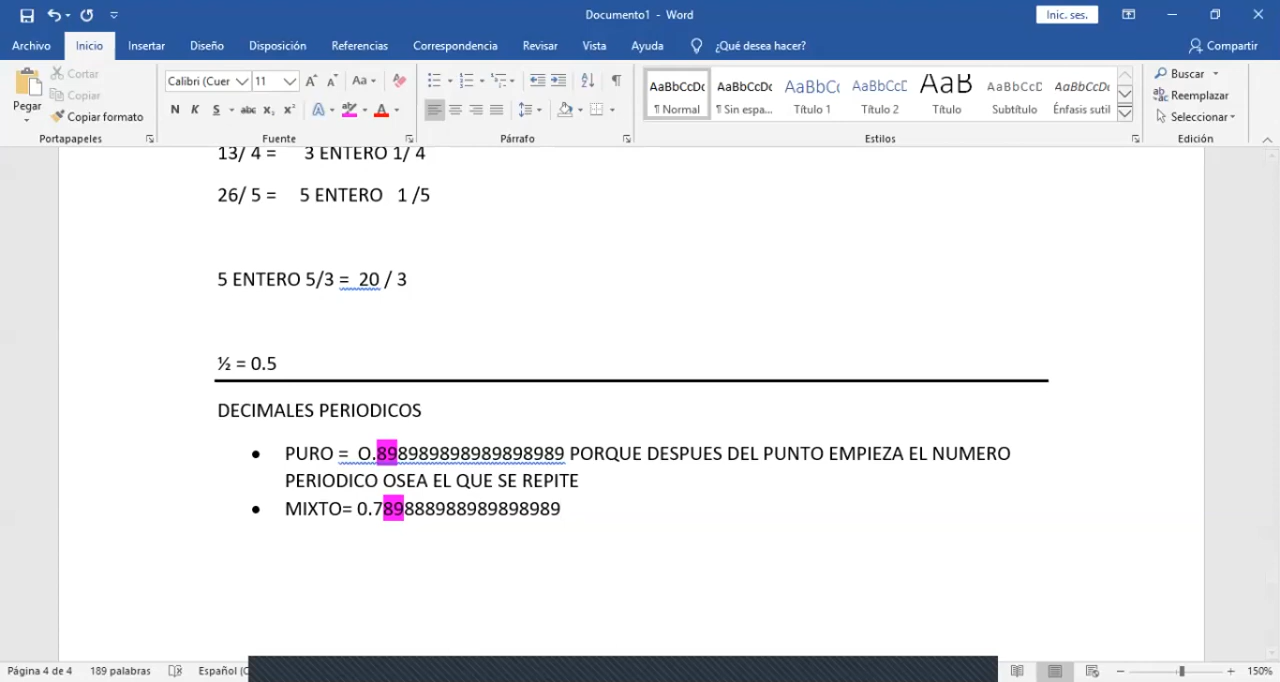 Documento1 - Word
Inic. ses.
Archivo Inicio Insertar Diseño Disposición Referencias Correspondencia Revisar Vista Ayuda ¿Qué desea hacer? Compartir
Pegar
Cortar
Copiar
Copiar formato
Portapapeles
Calibri (Cuer 11
N K S abc x₂ x²
Fuente
Párrafo
AaBbCcDc AaBbCcDc AaBbCc AaBbCcD AaB AaBbCcD AaBbCcDc
¶ Normal ¶ Sin espa... Título 1 Título 2 Título Subtítulo Énfasis sutil
Estilos
Buscar
Reemplazar
Seleccionar
Edición
13/ 4 = 3 ENTERO 1/ 4
26/ 5 = 5 ENTERO 1 /5
5 ENTERO 5/3 = 20 / 3
½ = 0.5
DECIMALES PERIODICOS
• PURO = O.898989898989898989 PORQUE DESPUES DEL PUNTO EMPIEZA EL NUMERO
PERIODICO OSEA EL QUE SE REPITE
• MIXTO= 0.789888988989898989
Página 4 de 4 189 palabras Español (C 150%